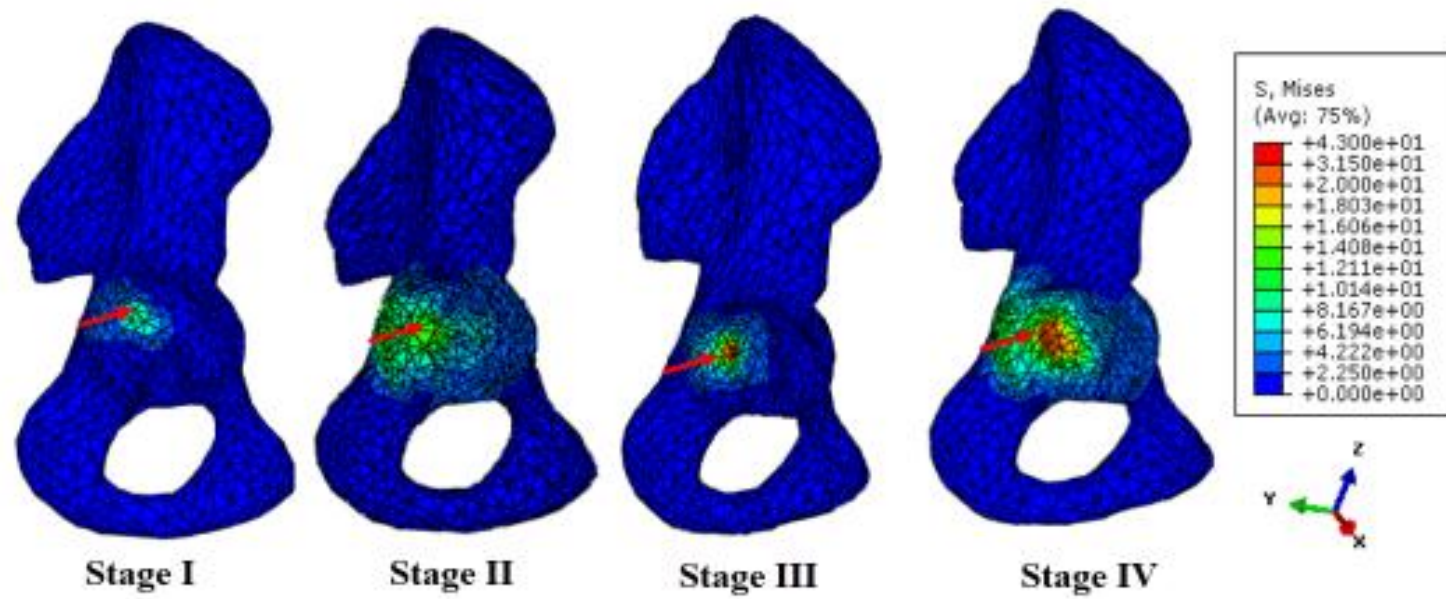 S, Mises
(Avg: 75%)
+4.300e+01
+3.150e+01
+2.000e+01
+1.803e+01
+1.606e+01
+1.408e+01
+1.211e+01
+1.014e+01
+8.167e+00
+6.194e+00
+4.222e+00
+2.250e+00
+0.000e+00
Z
Y
X
Stage I
Stage II
Stage III
Stage IV